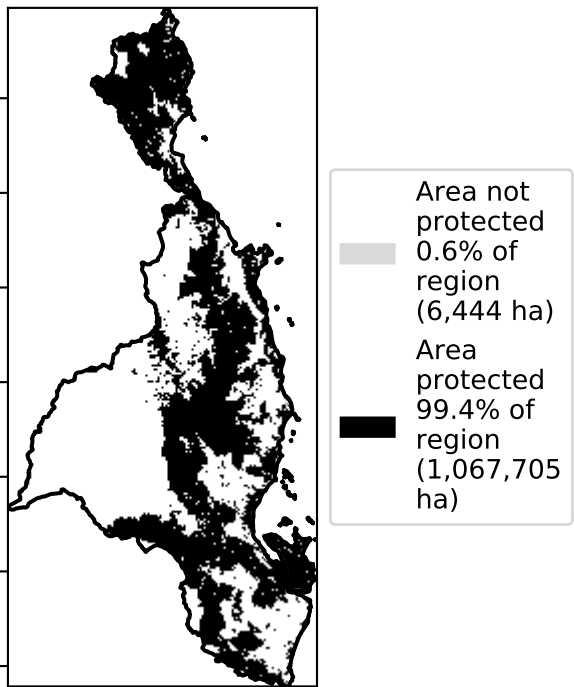 Area not
protected
0.6% of
region
(6,444 ha)
Area
protected
99.4% of
region
(1,067,705
ha)